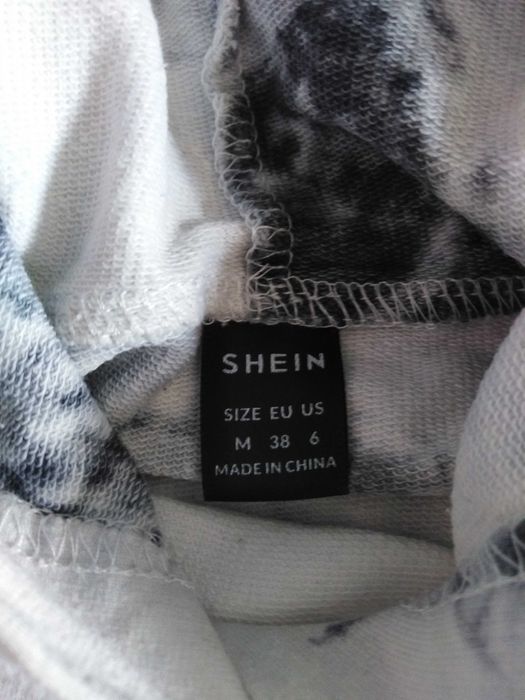 SHEIN
SIZE EU US
M 38 6
MADE IN CHINA